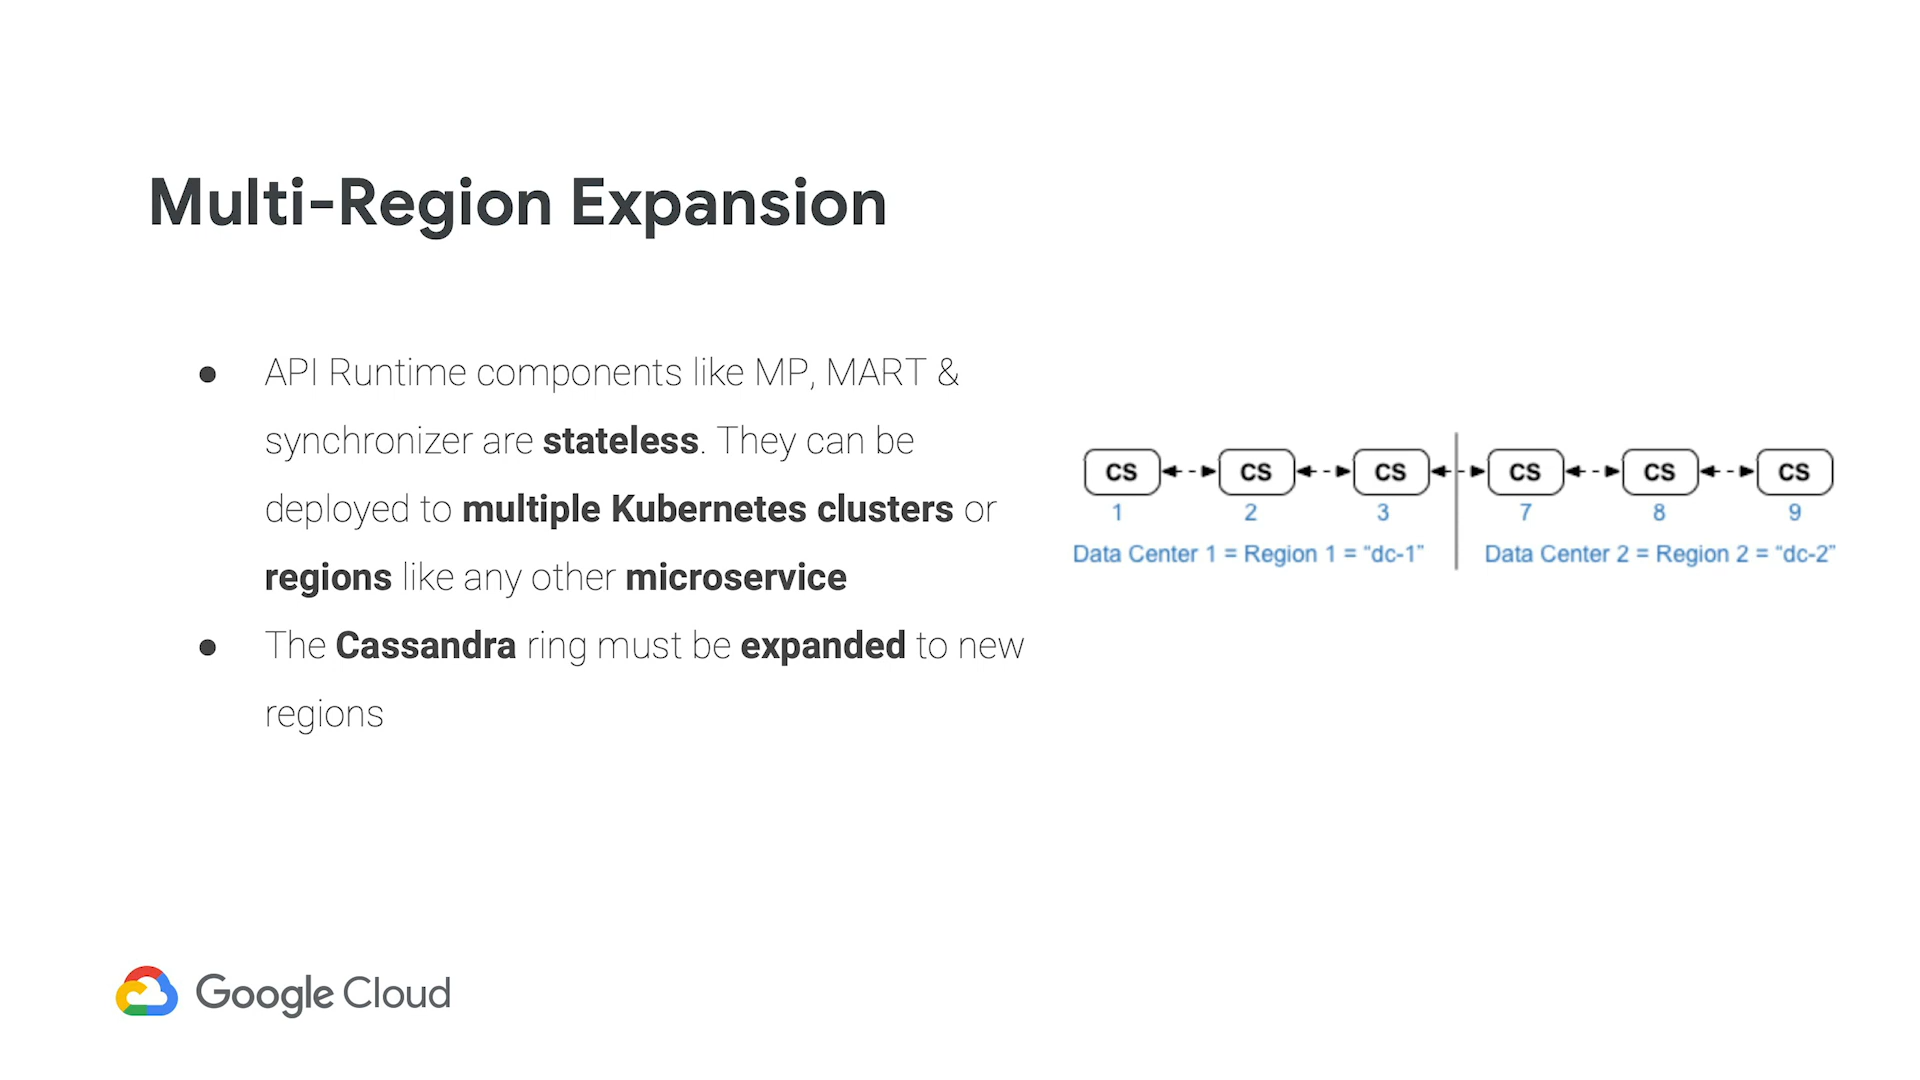 Multi-Region Expansion
● API Runtime components like MP, MART &
synchronizer are stateless. They can be
deployed to multiple Kubernetes clusters or
regions like any other microservice
● The Cassandra ring must be expanded to new
regions
CS CS CS CS CS CS
1 2 3 7 8 9
Data Center 1 = Region 1 = “dc-1” Data Center 2 = Region 2 = “dc-2”
Google Cloud